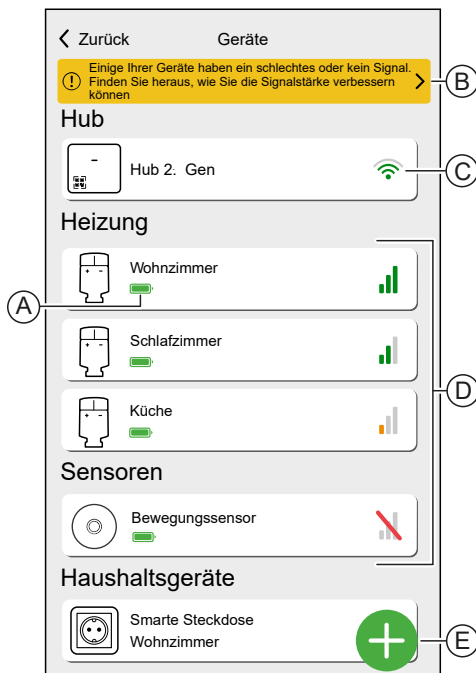 Zurück
Geräte
Einige Ihrer Geräte haben ein schlechtes oder kein Signal.
Finden Sie heraus, wie Sie die Signalstärke verbessern
können
B
Hub
Hub 2. Gen
C
Heizung
Wohnzimmer
A
Schlafzimmer
D
Küche
Sensoren
Bewegungssensor
Haushaltsgeräte
Smarte Steckdose
Wohnzimmer
E